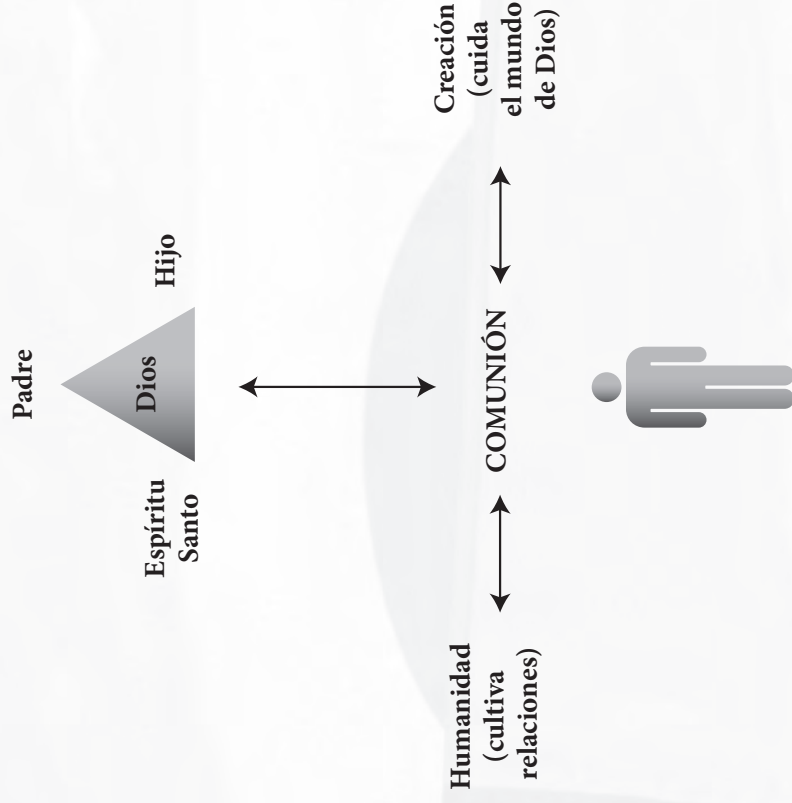 Padre
Espíritu
Santo
Dios
Hijo
Humanidad
(cultiva
relaciones)
COMUNIÓN
Creación
(cuida
el mundo
de Dios)